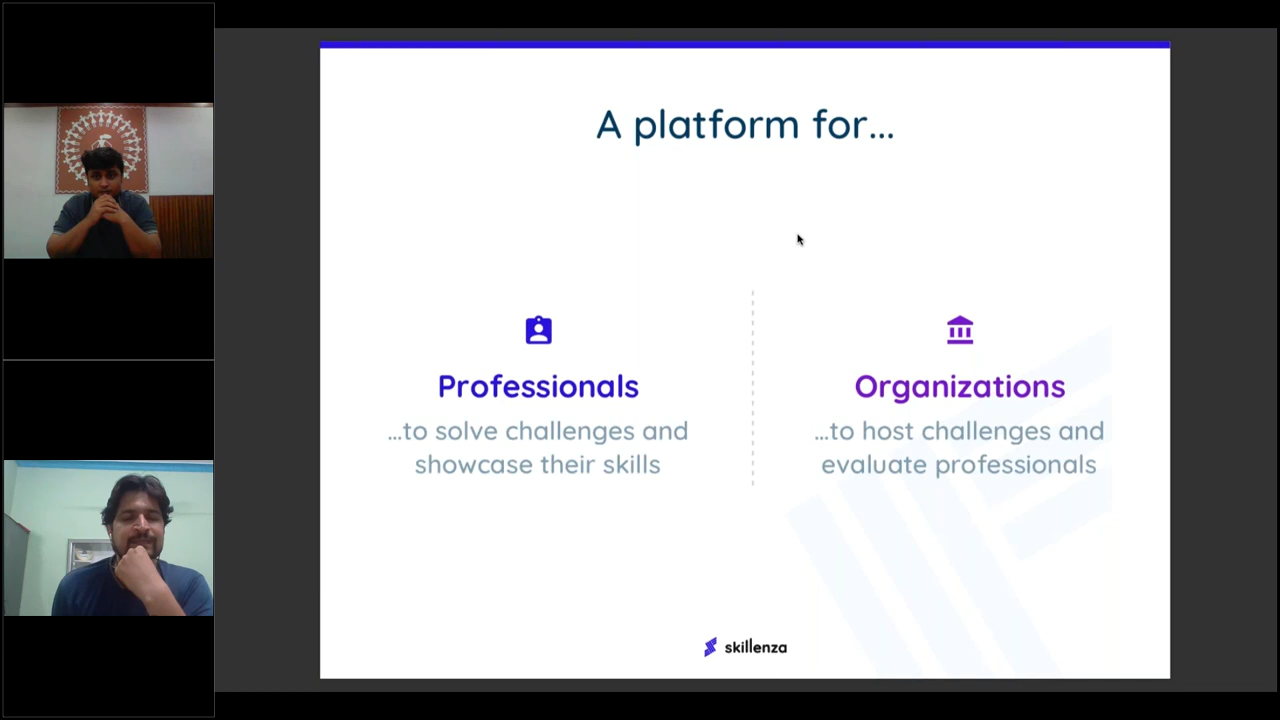 A platform for...
Professionals
...to solve challenges and
showcase their skills
Organizations
...to host challenges and
evaluate professionals
skillenza